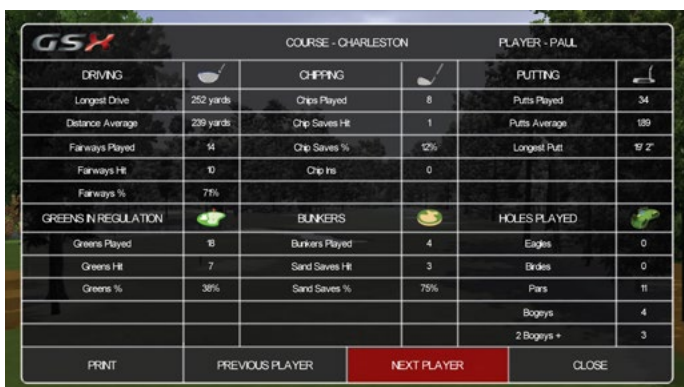 GSX COURSE - CHARLESTON PLAYER - PAUL
DRIVING CHIPPING PUTTING
Longest Drive 252 yards Chips Played 8 Putts Played 34
Distance Average 239 yards Chip Saves Hit 1 Putts Average 1.89
Fairways Played 14 Chip Saves % 12% Longest Putt 19' 2"
Fairways Hit 10 Chip Ins 0
Fairways % 71%
GREENS IN REGULATION BUNKERS HOLES PLAYED
Greens Played 18 Bunkers Played 4 Eagles 0
Greens Hit 7 Sand Saves Hit 3 Birdies 0
Greens % 38% Sand Saves % 75% Pars 11
Bogeys 4
2 Bogeys + 3
PRINT PREVIOUS PLAYER NEXT PLAYER CLOSE